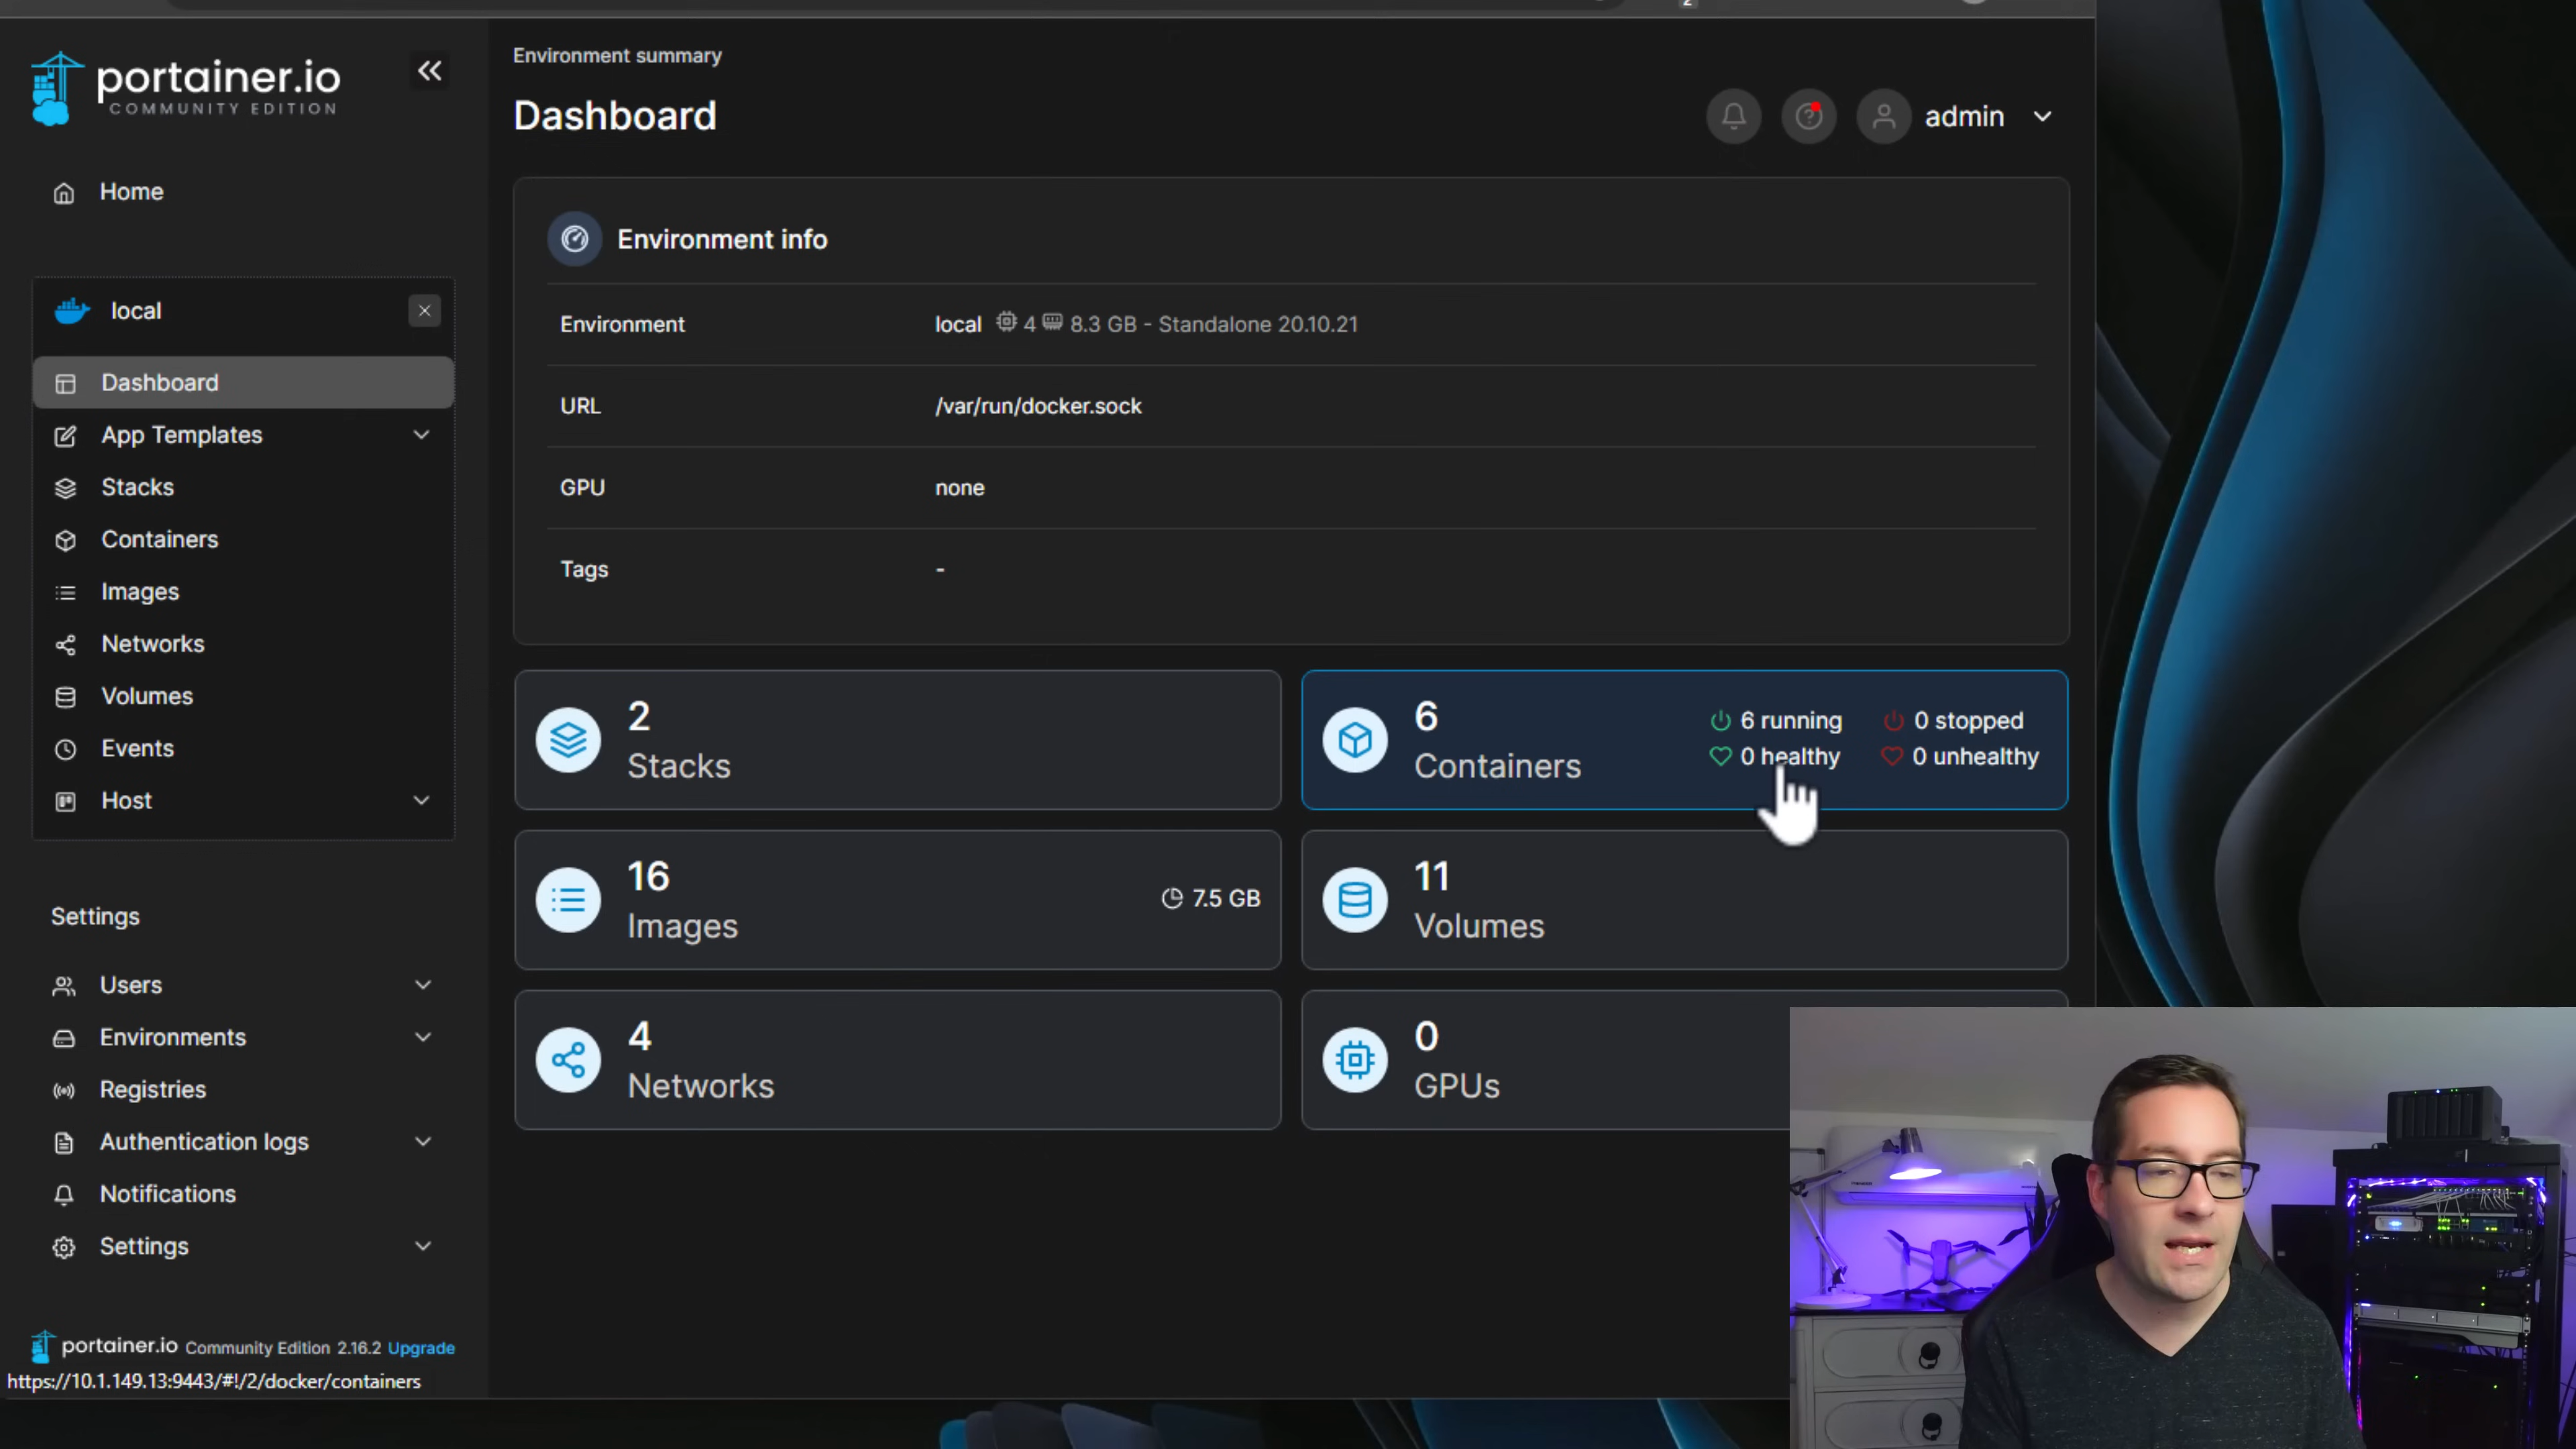 portainer.io
COMMUNITY EDITION
Home
local
Dashboard
App Templates
Stacks
Containers
Images
Networks
Volumes
Events
Host
Settings
Users
Environments
Registries
Authentication logs
Notifications
Settings
portainer.io Community Edition 2.16.2 Upgrade
https://10.1.149.13:9443/#!/2/docker/containers
Environment summary
Dashboard
admin
Environment info
Environment local 4 8.3 GB - Standalone 20.10.21
URL /var/run/docker.sock
GPU none
Tags -
2
Stacks
6
Containers
6 running 0 stopped
0 healthy 0 unhealthy
16
Images
7.5 GB
11
Volumes
4
Networks
0
GPUs